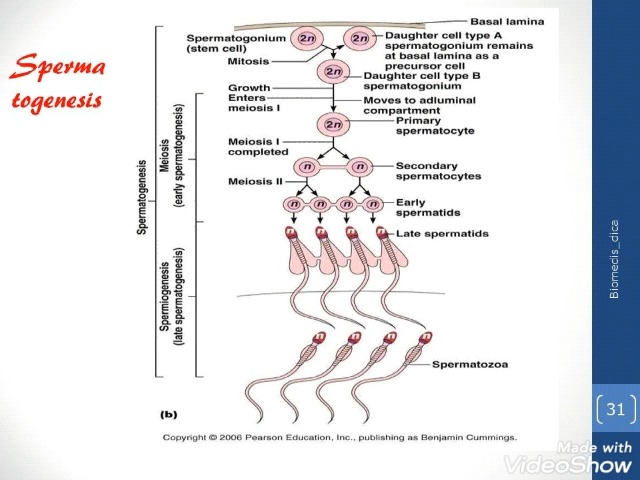 Sperma
togenesis
Basal lamina
Spermatogonium
(stem cell)
2n
2n
Daughter cell type A
spermatogonium remains
at basal lamina as a
precursor cell
Mitosis
2n
Daughter cell type B
spermatogonium
Growth
Enters
meiosis I
Moves to adluminal
compartment
2n
Primary
spermatocyte
Meiosis I
completed
n
n
Secondary
spermatocytes
Meiosis II
n
n
n
n
Early
spermatids
n
n
n
n
Late spermatids
n
n
n
n
Spermatozoa
Spermatogenesis
Meiosis
(early spermatogenesis)
Spermiogenesis
(late spermatogenesis)
(b)
Copyright © 2006 Pearson Education, Inc., publishing as Benjamin Cummings.
Biomedis_dica
31
Made with
VideoShow